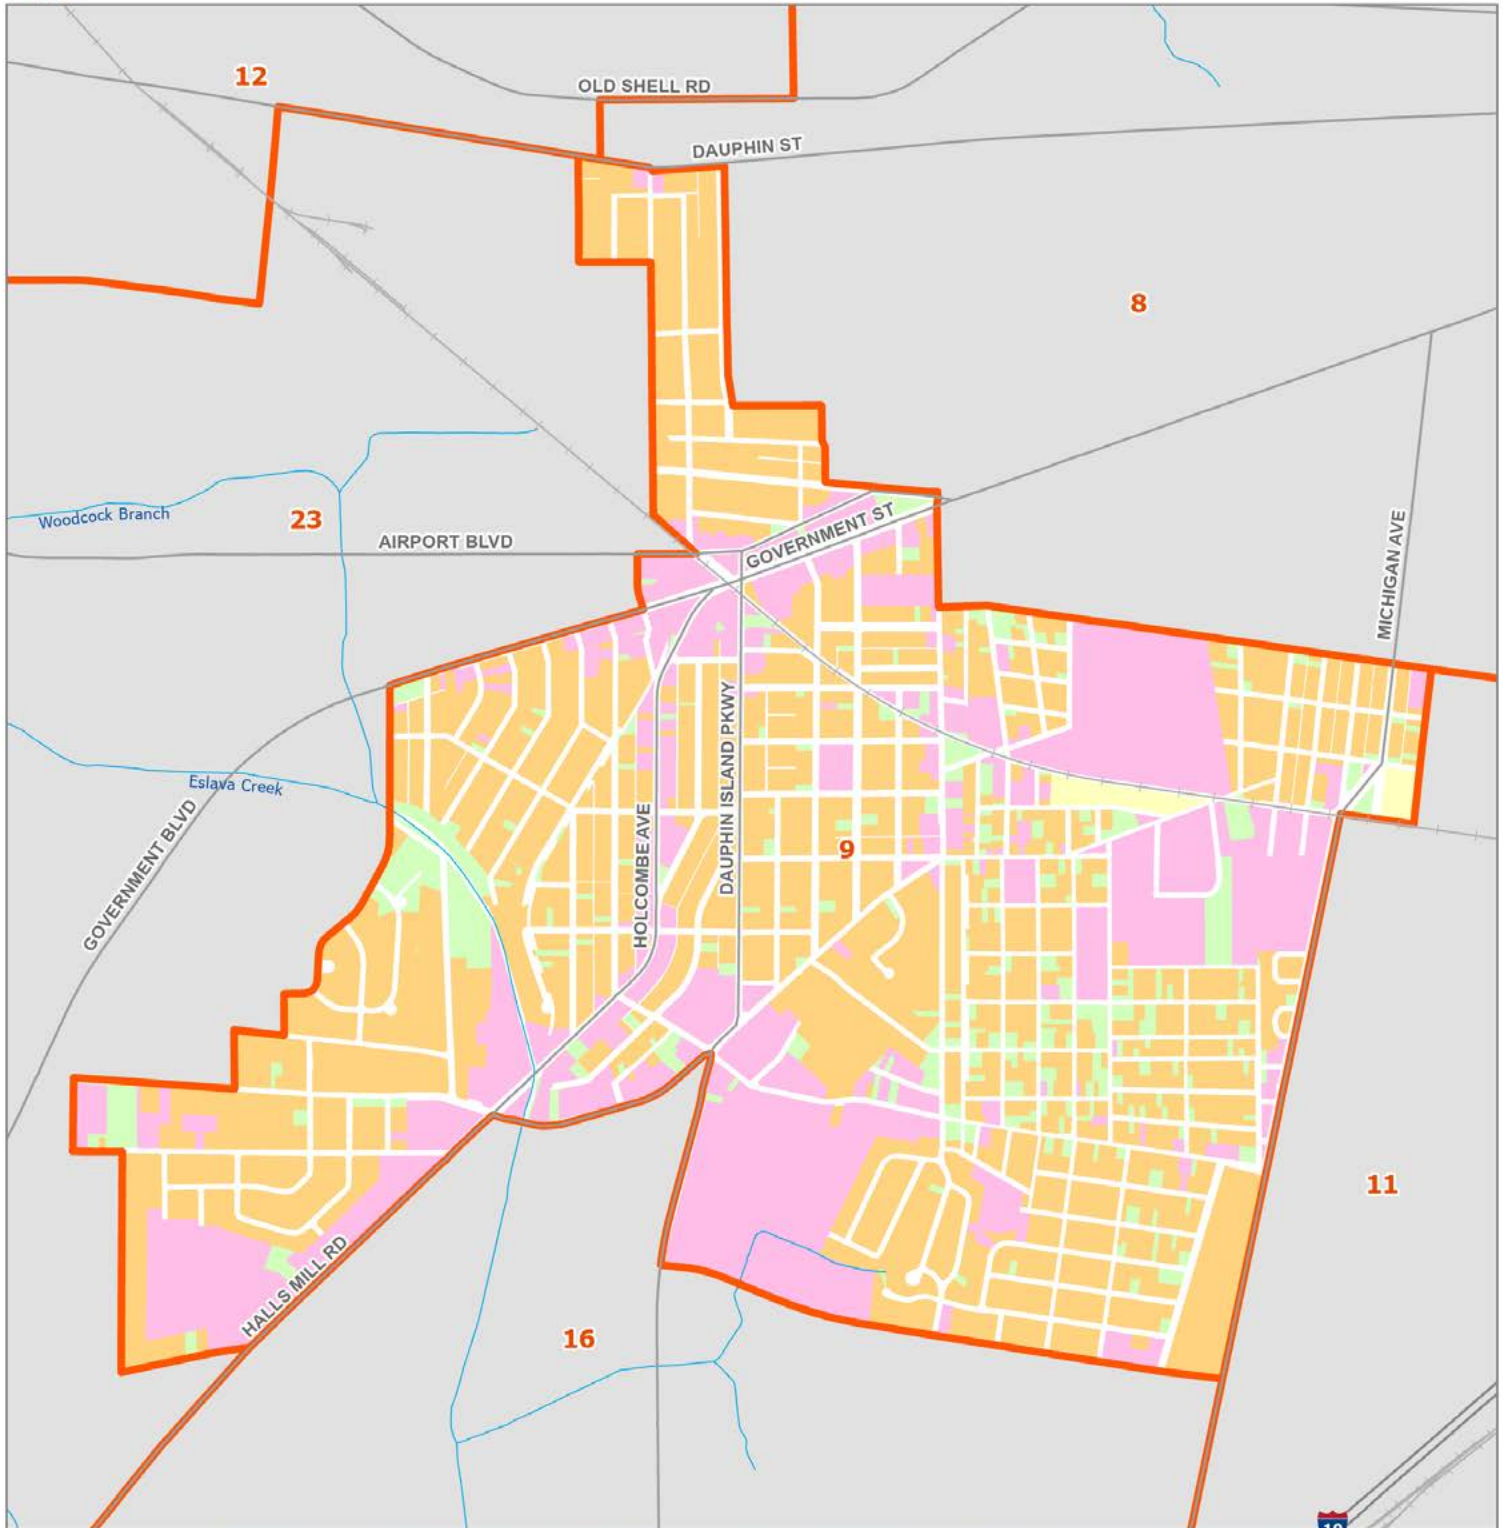 12
OLD SHELL RD
DAUPHIN ST
8
Woodcock Branch
23
AIRPORT BLVD
GOVERNMENT ST
MICHIGAN AVE
Eslava Creek
GOVERNMENT BLVD
HOLCOMBE AVE
DAUPHIN ISLAND PKWY
9
11
HALLS MILL RD
16
10